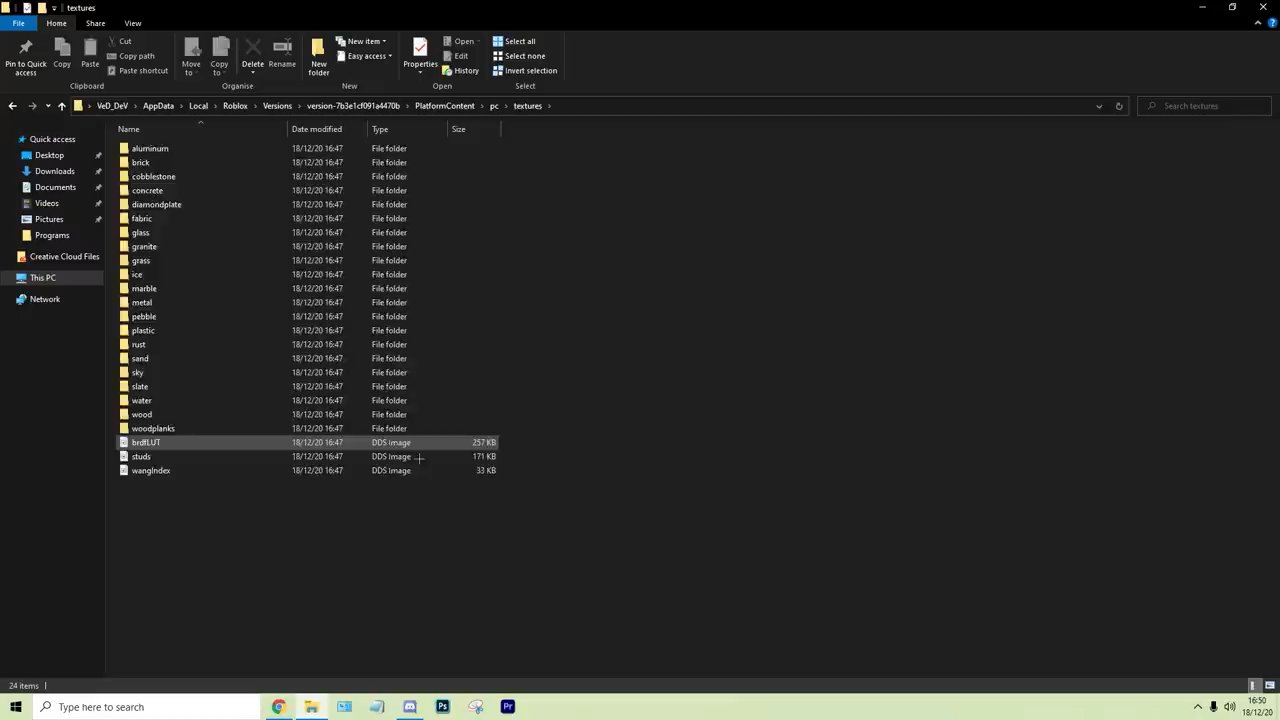 textures
File
Home
Share
View
Pin to Quick access
Copy
Paste
Cut
Copy path
Paste shortcut
Move to
Copy to
Delete
Rename
New folder
New item
Easy access
Properties
Open
Edit
History
Select all
Select none
Invert selection
Clipboard
Organise
New
Open
Select
VeD_DeV > AppData > Local > Roblox > Versions > version-7b3e1cf091a4470b > PlatformContent > pc > textures >
Search textures
Name Date modified Type Size
Quick access
Desktop
Downloads
Documents
Videos
Pictures
Programs
Creative Cloud Files
This PC
Network
aluminum 18/12/20 16:47 File folder
brick 18/12/20 16:47 File folder
cobblestone 18/12/20 16:47 File folder
concrete 18/12/20 16:47 File folder
diamondplate 18/12/20 16:47 File folder
fabric 18/12/20 16:47 File folder
glass 18/12/20 16:47 File folder
granite 18/12/20 16:47 File folder
grass 18/12/20 16:47 File folder
ice 18/12/20 16:47 File folder
marble 18/12/20 16:47 File folder
metal 18/12/20 16:47 File folder
pebble 18/12/20 16:47 File folder
plastic 18/12/20 16:47 File folder
rust 18/12/20 16:47 File folder
sand 18/12/20 16:47 File folder
sky 18/12/20 16:47 File folder
slate 18/12/20 16:47 File folder
water 18/12/20 16:47 File folder
wood 18/12/20 16:47 File folder
woodplanks 18/12/20 16:47 File folder
brdfLUT 18/12/20 16:47 DDS Image 257 KB
studs 18/12/20 16:47 DDS Image 171 KB
wangIndex 18/12/20 16:47 DDS Image 33 KB
24 items
Type here to search
Ps
Pr
16:50
18/12/20